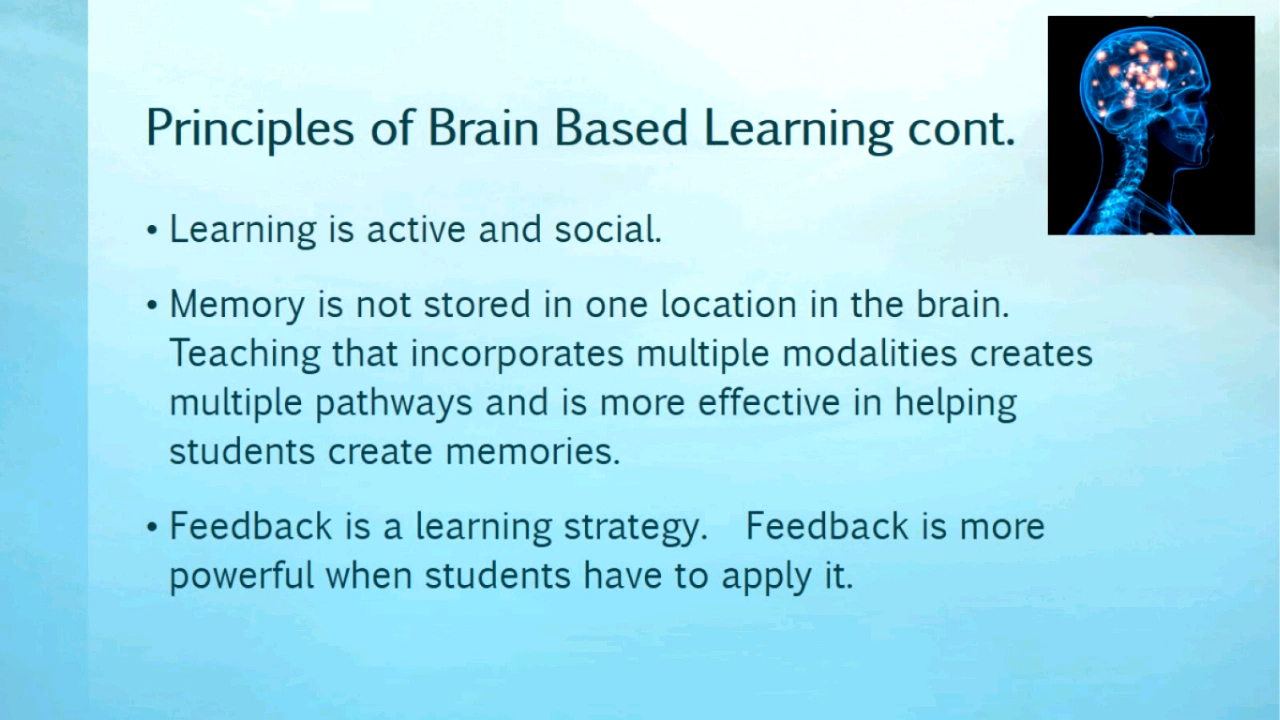 Principles of Brain Based Learning cont.
• Learning is active and social.
• Memory is not stored in one location in the brain.
Teaching that incorporates multiple modalities creates
multiple pathways and is more effective in helping
students create memories.
• Feedback is a learning strategy.   Feedback is more
powerful when students have to apply it.